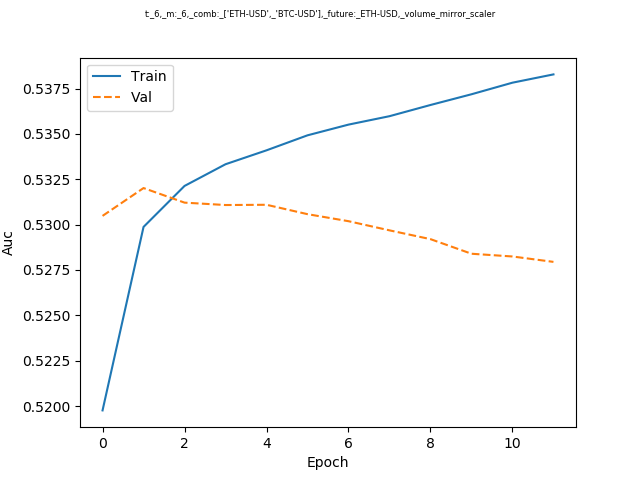 t:_6,_m:_6,_comb:_['ETH-USD',_'BTC-USD'],_future:_ETH-USD,_volume_mirror_scaler
Train
Val
0.5375
0.5350
0.5325
0.5300
0.5275
0.5250
0.5225
0.5200
Auc
0 2 4 6 8 10
Epoch